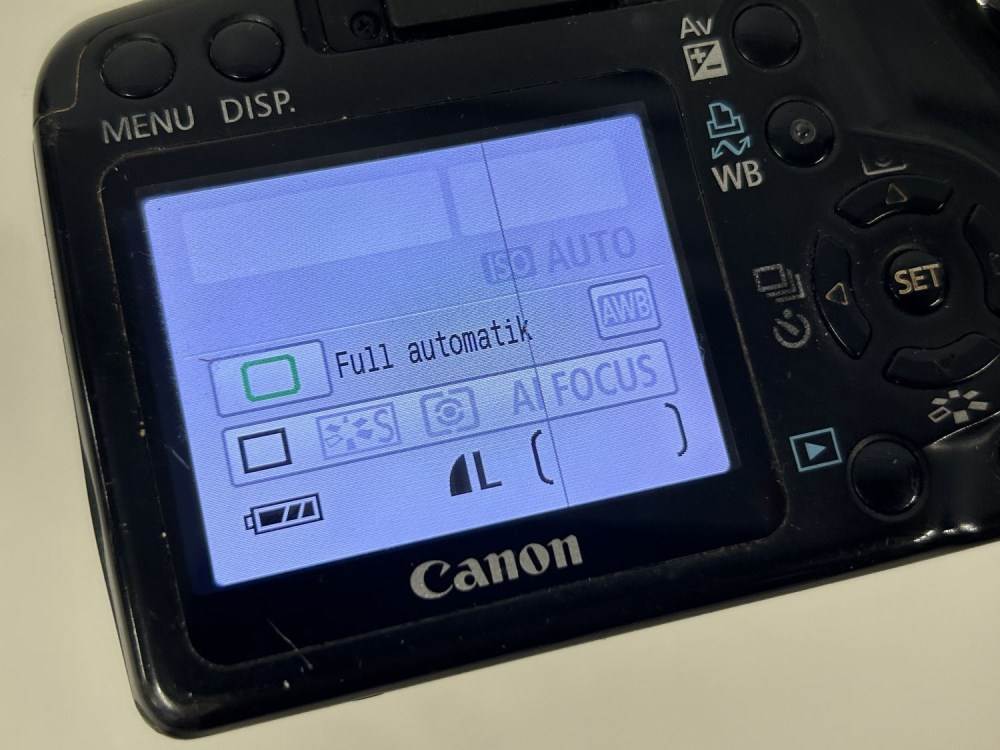 MENU DISP.
Av
WB
SET
ISO AUTO
Full automatik
AWB
S
AI FOCUS
L ( )
Canon